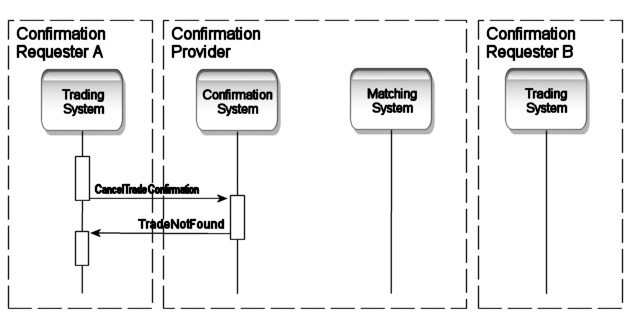 Confirmation
Requester A
Confirmation
Provider
Confirmation
Requester B
Trading
System
Confirmation
System
Matching
System
Trading
System
CancelTradeConfirmation
TradeNotFound